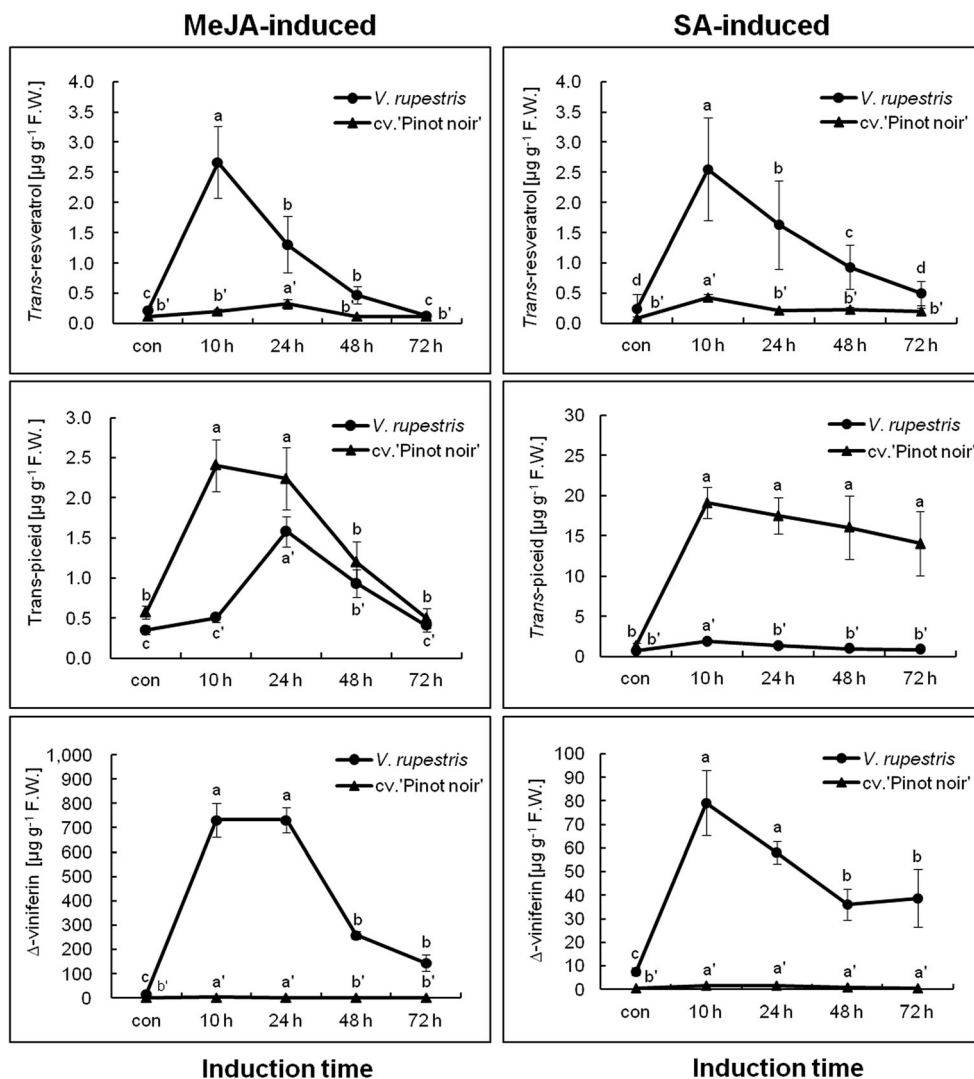 MeJA-induced
SA-induced
Trans-resveratrol [µg g-1 F.W.]
4.0
3.5
3.0
2.5
2.0
1.5
1.0
0.5
0.0
V. rupestris
cv.'Pinot noir'
a
b
b
c
c
b'
b'
a'
b'
b'
con
10 h
24 h
48 h
72 h
Trans-resveratrol [µg g-1 F.W.]
4.0
3.5
3.0
2.5
2.0
1.5
1.0
0.5
0.0
V. rupestris
cv.'Pinot noir'
a
b
c
d
d
b'
a'
b'
b'
b'
con
10 h
24 h
48 h
72 h
Trans-piceid [µg g-1 F.W.]
3.0
2.5
2.0
1.5
1.0
0.5
0.0
V. rupestris
cv.'Pinot noir'
a
a
b
b
b
c
c'
a'
b'
c'
con
10 h
24 h
48 h
72 h
Trans-piceid [µg g-1 F.W.]
30
25
20
15
10
5
0
V. rupestris
cv.'Pinot noir'
a
a
a
a
b
b'
a'
b'
b'
b'
con
10 h
24 h
48 h
72 h
Δ-viniferin [µg g-1 F.W.]
1,000
900
800
700
600
500
400
300
200
100
0
V. rupestris
cv.'Pinot noir'
a
a
b
b
c
b'
a'
a'
b'
b'
con
10 h
24 h
48 h
72 h
Δ-viniferin [µg g-1 F.W.]
100
90
80
70
60
50
40
30
20
10
0
V. rupestris
cv.'Pinot noir'
a
a
b
b
c
b'
a'
a'
a'
a'
con
10 h
24 h
48 h
72 h
Induction time
Induction time